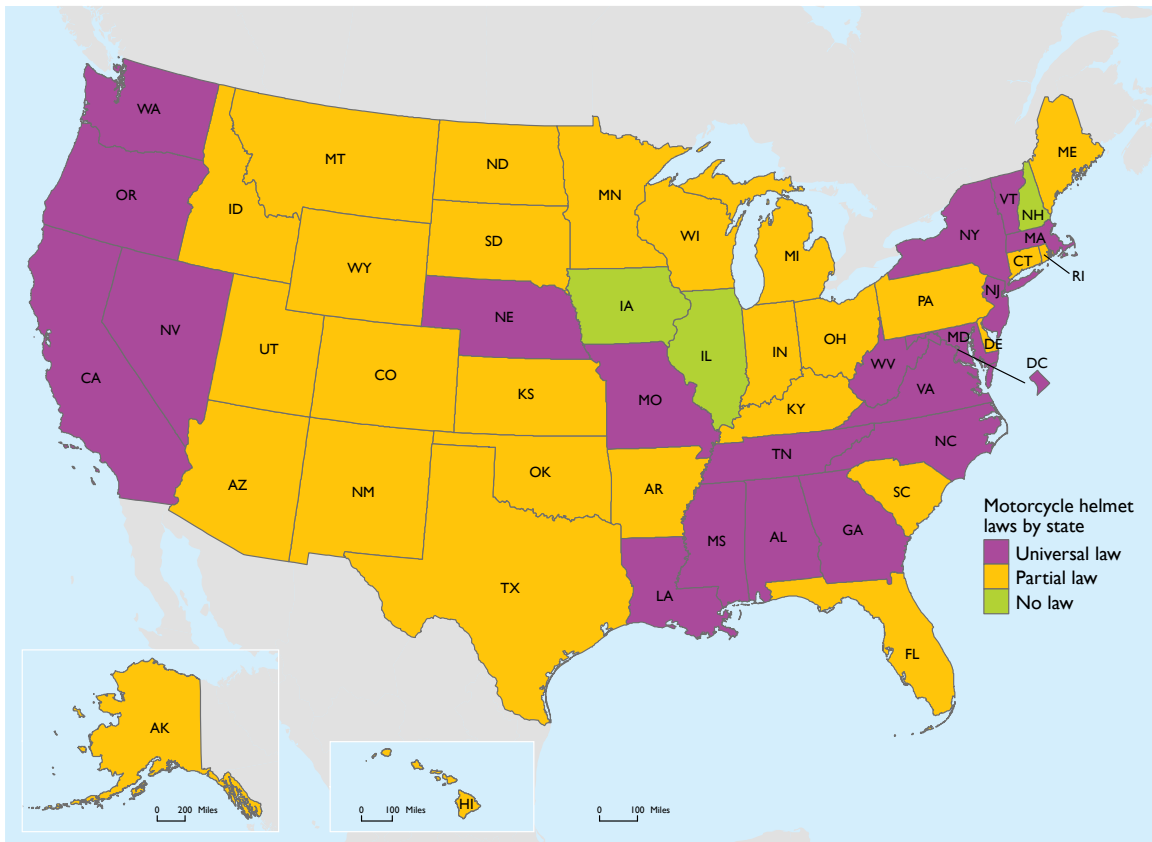 WA
MT
ND
MN
ME
OR
ID
SD
WI
MI
VT
NH
NY
MA
CT
RI
WY
NE
IA
PA
NJ
NV
UT
CO
IL
IN
OH
MD
DE
DC
CA
KS
MO
KY
WV
VA
AZ
NM
OK
AR
TN
NC
SC
MS
AL
GA
TX
LA
FL
Motorcycle helmet
laws by state
Universal law
Partial law
No law
AK
0 200 Miles
HI
0 100 Miles
0 100 Miles